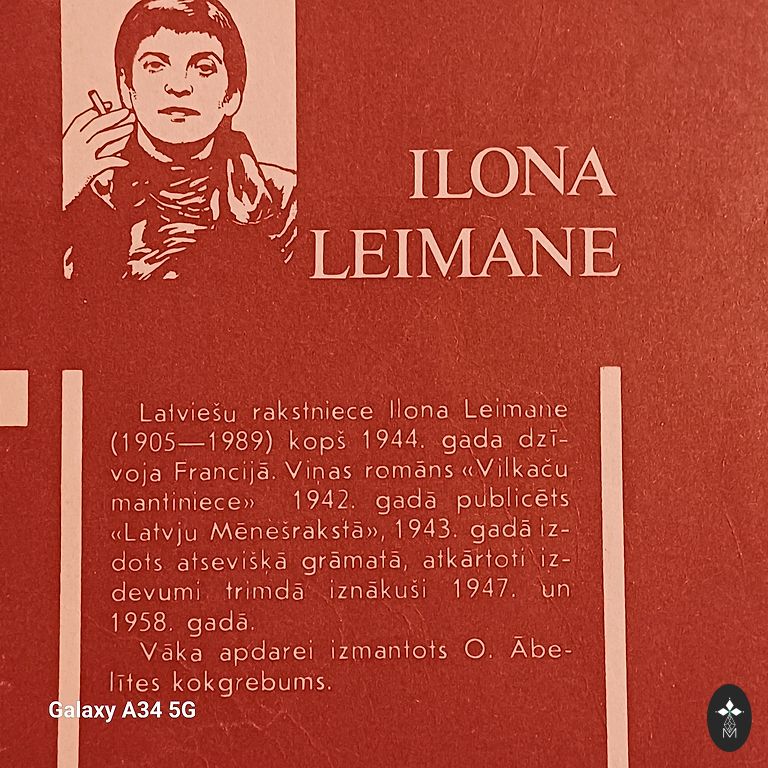 ILONA
LEIMANE
Latviešu rakstniece Ilona Leimane
(1905—1989) kopš 1944. gada dzī-
voja Francijā. Viņas romāns «Vilkaču
mantiniece» 1942. gadā publicēts
«Latvju Mēnešrakstā», 1943. gadā iz-
dots atsevišķā grāmatā, atkārtoti iz-
devumi trimdā iznākuši 1947. un
1958. gadā.
Vāka apdarei izmantots O. Ābe-
lītes kokgrebums.
Galaxy A34 5G
M